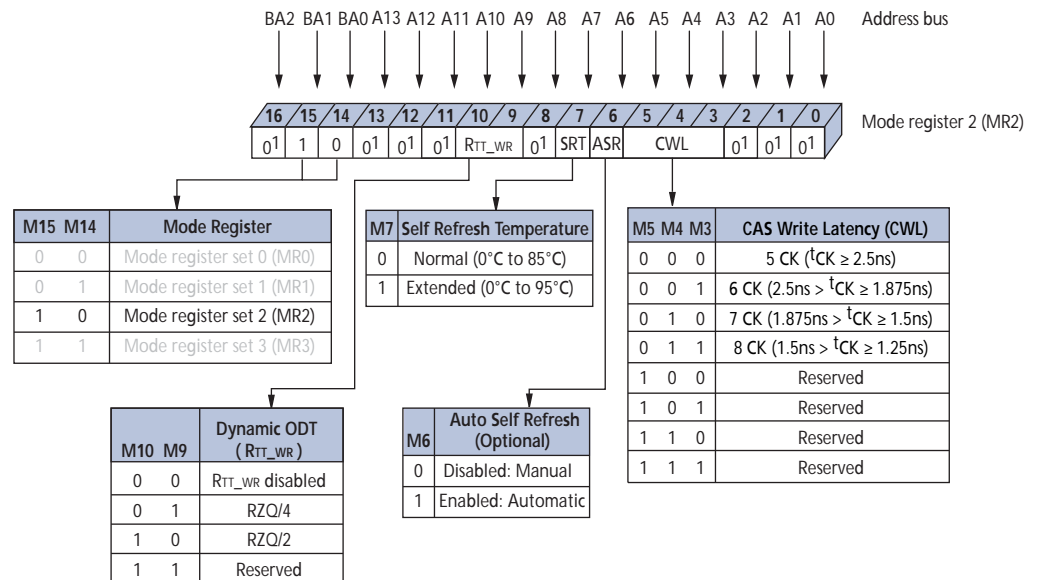 BA2 BA1 BA0 A13 A12 A11 A10 A9 A8 A7 A6 A5 A4 A3 A2 A1 A0 Address bus
16 15 14 13 12 11 10 9 8 7 6 5 4 3 2 1 0
Mode register 2 (MR2)
0¹ 1 0 0¹ 0¹ 0¹ RTT_WR 0¹ SRT ASR CWL 0¹ 0¹ 0¹
M15 M14 Mode Register
0 0 Mode register set 0 (MR0)
0 1 Mode register set 1 (MR1)
1 0 Mode register set 2 (MR2)
1 1 Mode register set 3 (MR3)
M7 Self Refresh Temperature
0 Normal (0°C to 85°C)
1 Extended (0°C to 95°C)
M5 M4 M3 CAS Write Latency (CWL)
0 0 0 5 CK (tCK ≥ 2.5ns)
0 0 1 6 CK (2.5ns > tCK ≥ 1.875ns)
0 1 0 7 CK (1.875ns > tCK ≥ 1.5ns)
0 1 1 8 CK (1.5ns > tCK ≥ 1.25ns)
1 0 0 Reserved
1 0 1 Reserved
1 1 0 Reserved
1 1 1 Reserved
M10 M9 Dynamic ODT
(RTT_WR)
0 0 RTT_WR disabled
0 1 RZQ/4
1 0 RZQ/2
1 1 Reserved
M6 Auto Self Refresh
(Optional)
0 Disabled: Manual
1 Enabled: Automatic